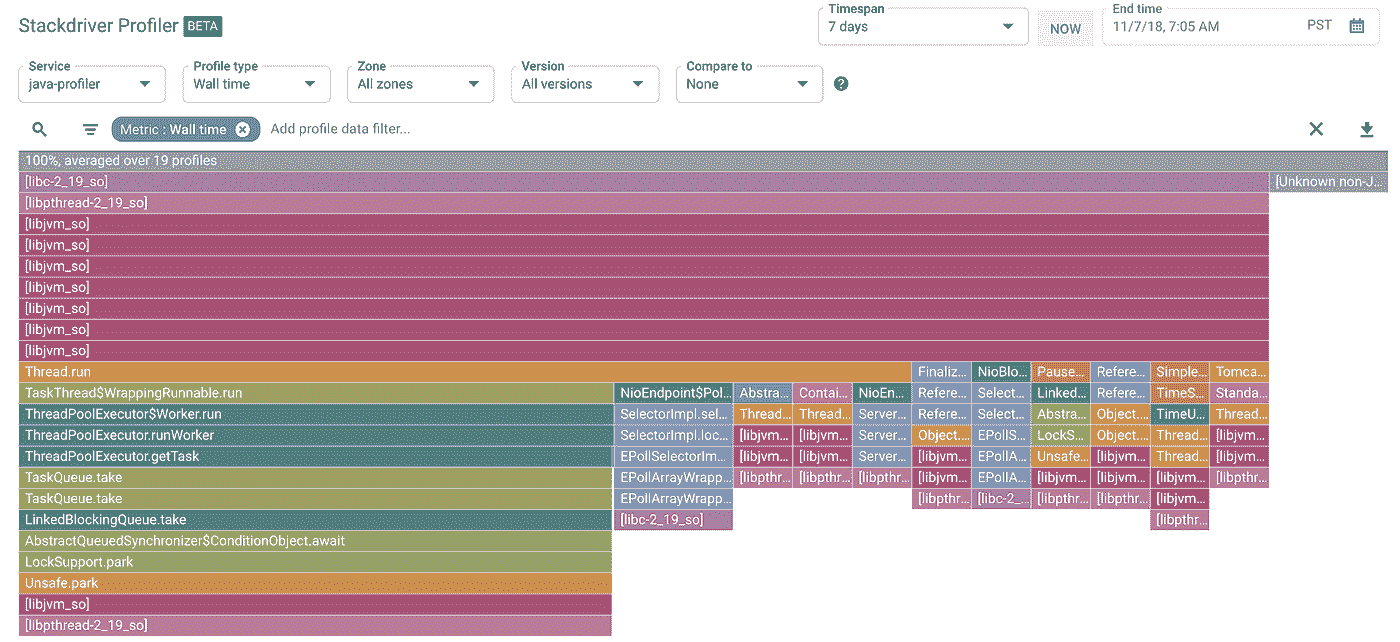 Stackdriver Profiler BETA
Timespan
7 days
NOW
End time
11/7/18, 7:05 AM PST
Service
java-profiler
Profile type
Wall time
Zone
All zones
Version
All versions
Compare to
None
Metric : Wall time
Add profile data filter...
100%, averaged over 19 profiles
[libc-2_19_so] [Unknown non-J...
[libpthread-2_19_so]
[libjvm_so]
[libjvm_so]
[libjvm_so]
[libjvm_so]
[libjvm_so]
[libjvm_so]
[libjvm_so]
Thread.run Finaliz... NioBlo... Pause... Refere... Simple... Tomca...
TaskThread$WrappingRunnable.run NioEndpoint$Pol... Abstra... Contai... NioEn... Refere... Select... Linked... Refere... TimeS... Standa...
ThreadPoolExecutor$Worker.run SelectorImpl.sel... Thread... Thread... Server... Refere... Select... Abstra... Object... TimeU... Thread...
ThreadPoolExecutor.runWorker SelectorImpl.loc... [libjvm... [libjvm... Server... Object.... EPollS... LockS... Object.... Thread... [libjvm...
ThreadPoolExecutor.getTask EPollSelectorIm... [libjvm... [libjvm... Server... [libjvm... EPollA... Unsafe... [libjvm... Thread... [libjvm...
TaskQueue.take EPollArrayWrapp... [libpthr... [libpthr... [libpthr... [libjvm... EPollA... [libjvm... [libjvm... [libjvm... [libpthr...
TaskQueue.take EPollArrayWrapp... [libpthr... [libc-2_... [libpthr... [libpthr... [libjvm...
LinkedBlockingQueue.take [libc-2_19_so] [libpthr...
AbstractQueuedSynchronizer$ConditionObject.await
LockSupport.park
Unsafe.park
[libjvm_so]
[libpthread-2_19_so]